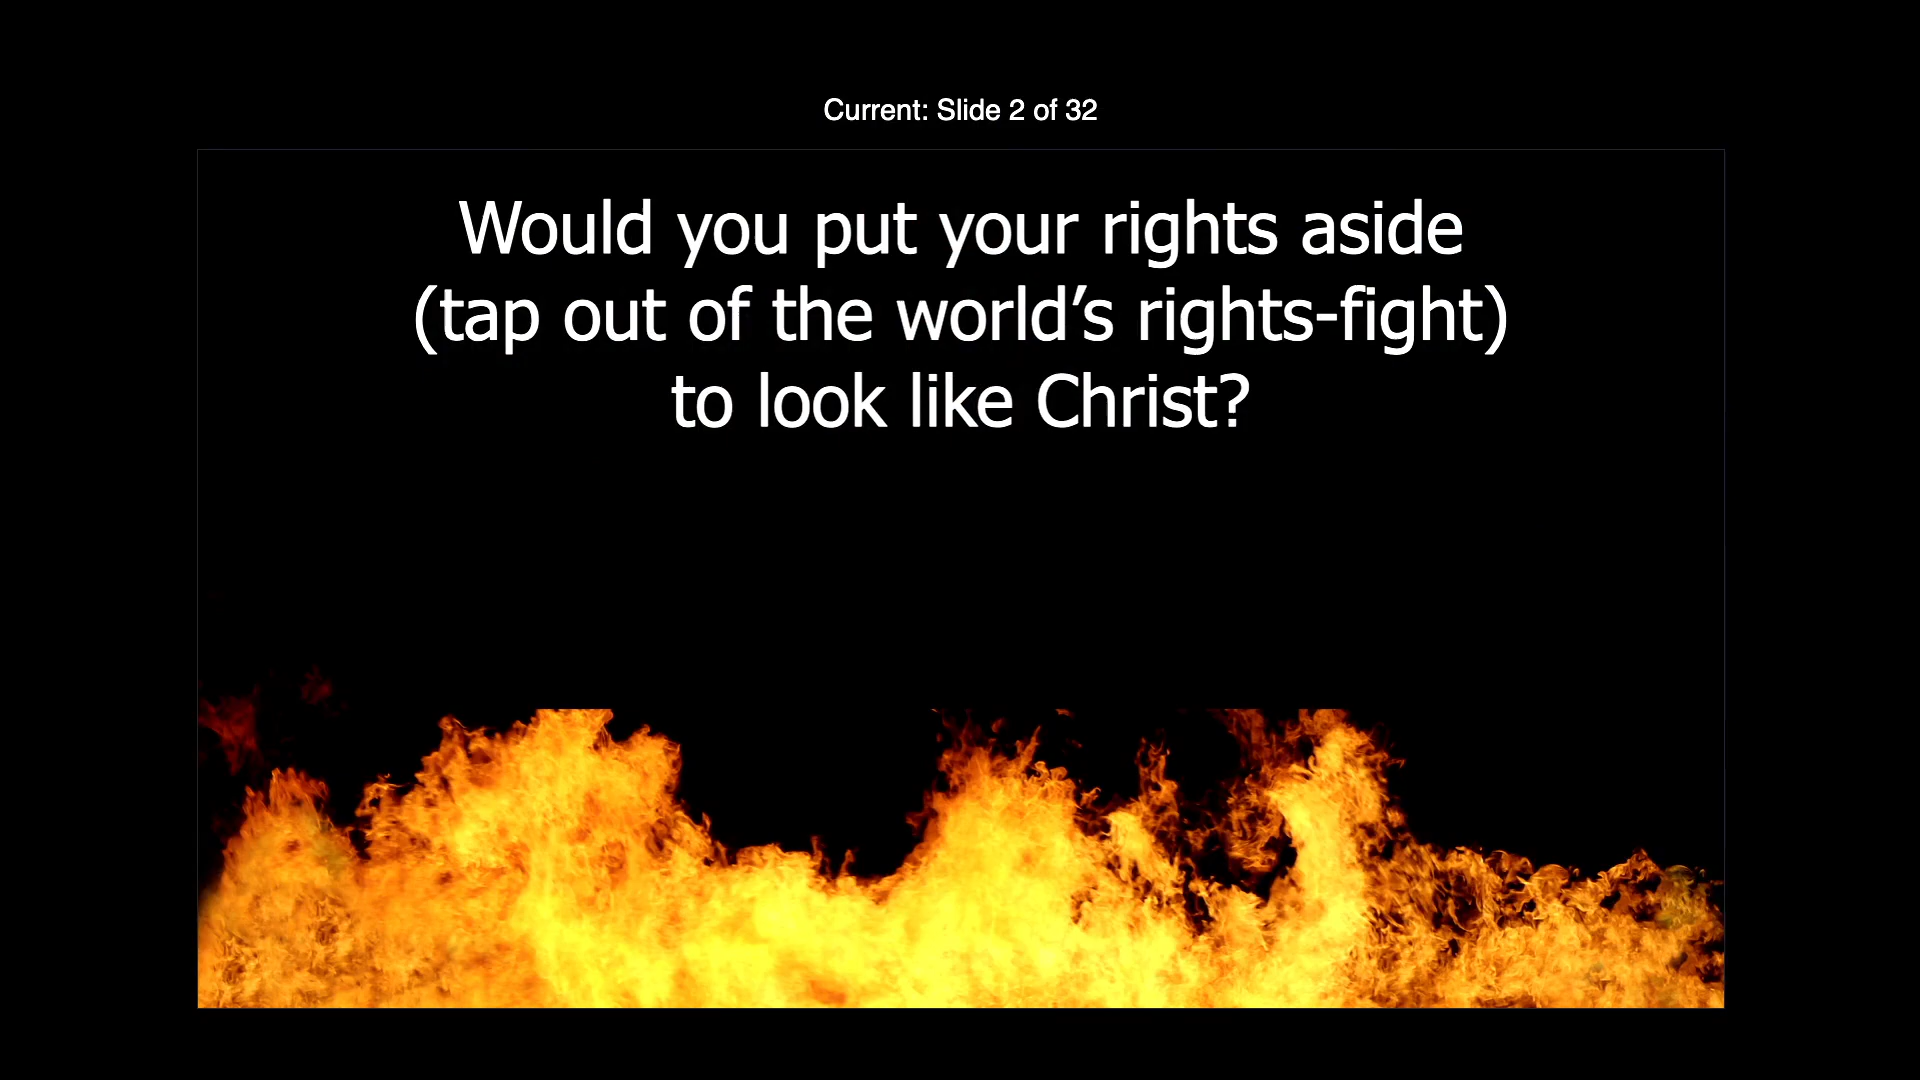 Current: Slide 2 of 32
Would you put your rights aside
(tap out of the world’s rights-fight)
to look like Christ?